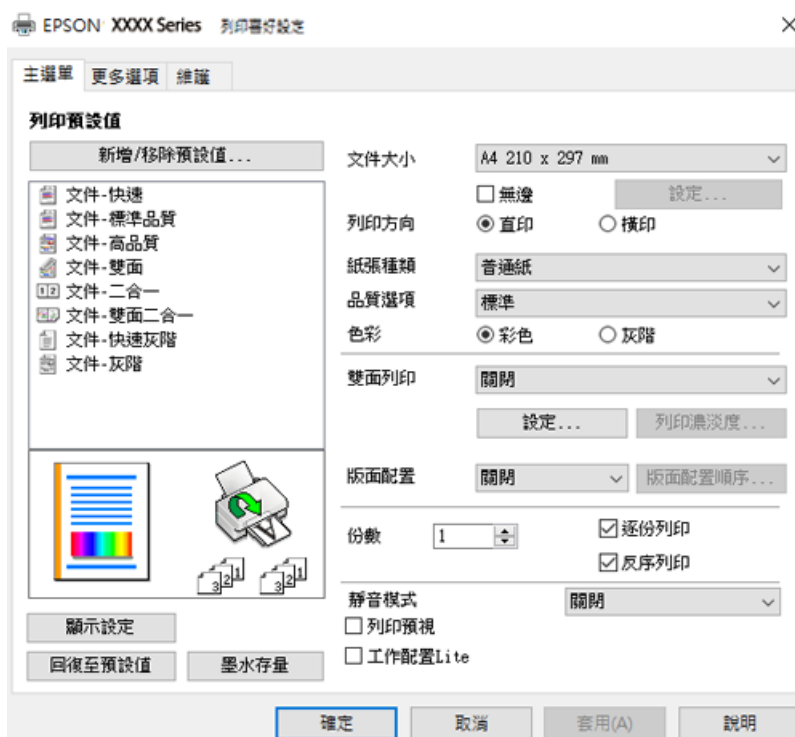 EPSON XXXX Series 列印喜好設定
主選單 更多選項 維護
列印預設值
新增/移除預設值...
文件-快速
文件-標準品質
文件-高品質
文件-雙面
文件-二合一
文件-雙面二合一
文件-快速灰階
文件-灰階
顯示設定
回復至預設值 墨水存量
文件大小 A4 210 x 297 mm
無邊 設定...
列印方向 直印 橫印
紙張種類 普通紙
品質選項 標準
色彩 彩色 灰階
雙面列印 關閉
設定... 列印濃淡度...
版面配置 關閉 版面配置順序...
份數 1 逐份列印
反序列印
靜音模式 關閉
列印預視
工作配置Lite
確定 取消 套用(A) 說明